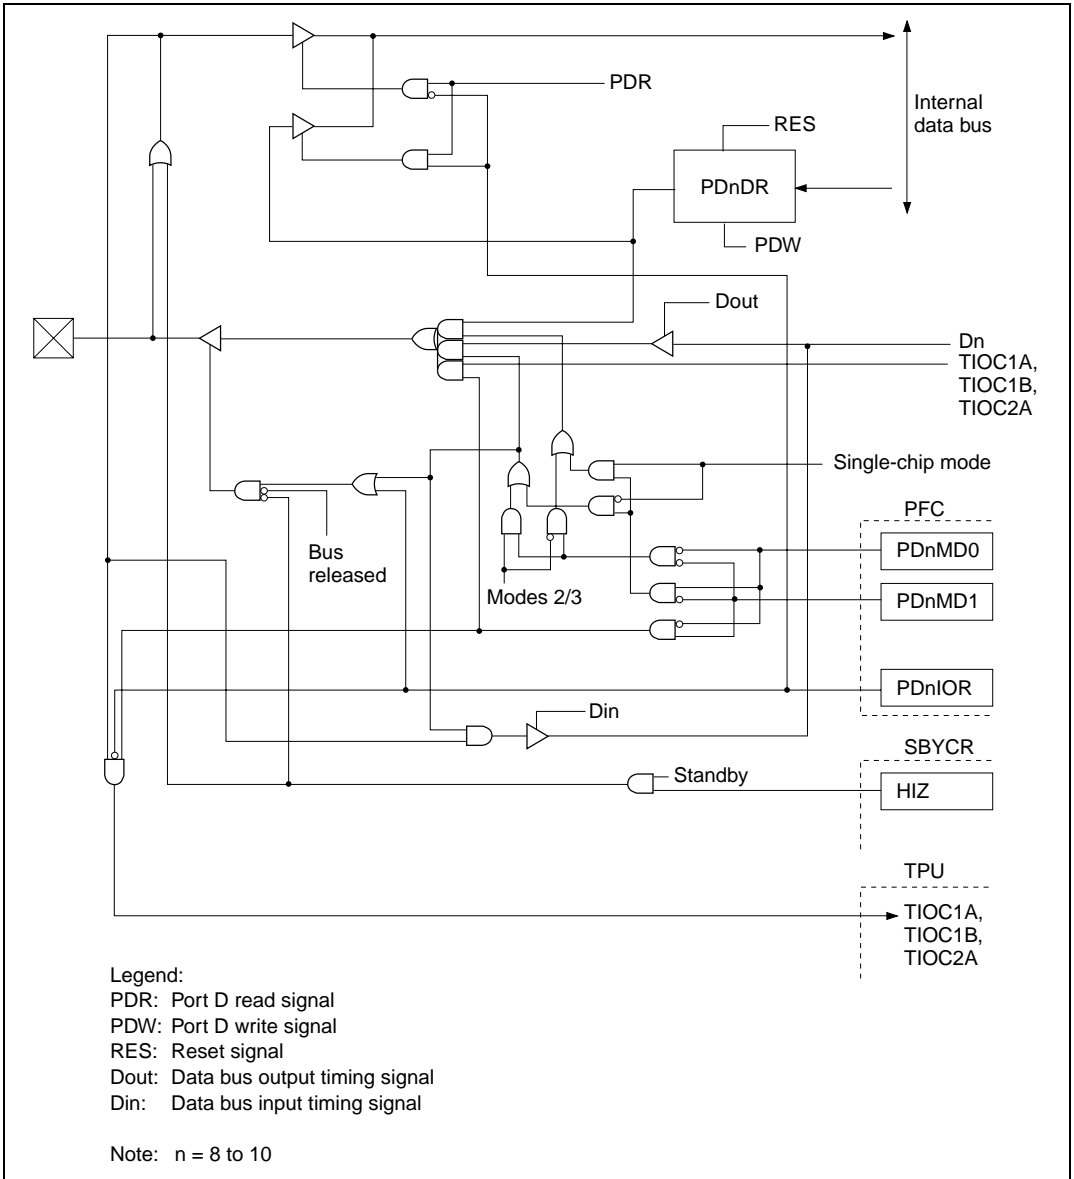 PDR
Internal
data bus
RES
PDnDR
PDW
Dout
Dn
TIOC1A,
TIOC1B,
TIOC2A
Single-chip mode
PFC
PDnMD0
Bus
released
Modes 2/3
PDnMD1
PDnIOR
Din
SBYCR
Standby
HIZ
TPU
TIOC1A,
TIOC1B,
TIOC2A
Legend:
PDR: Port D read signal
PDW: Port D write signal
RES: Reset signal
Dout: Data bus output timing signal
Din: Data bus input timing signal
Note: n = 8 to 10